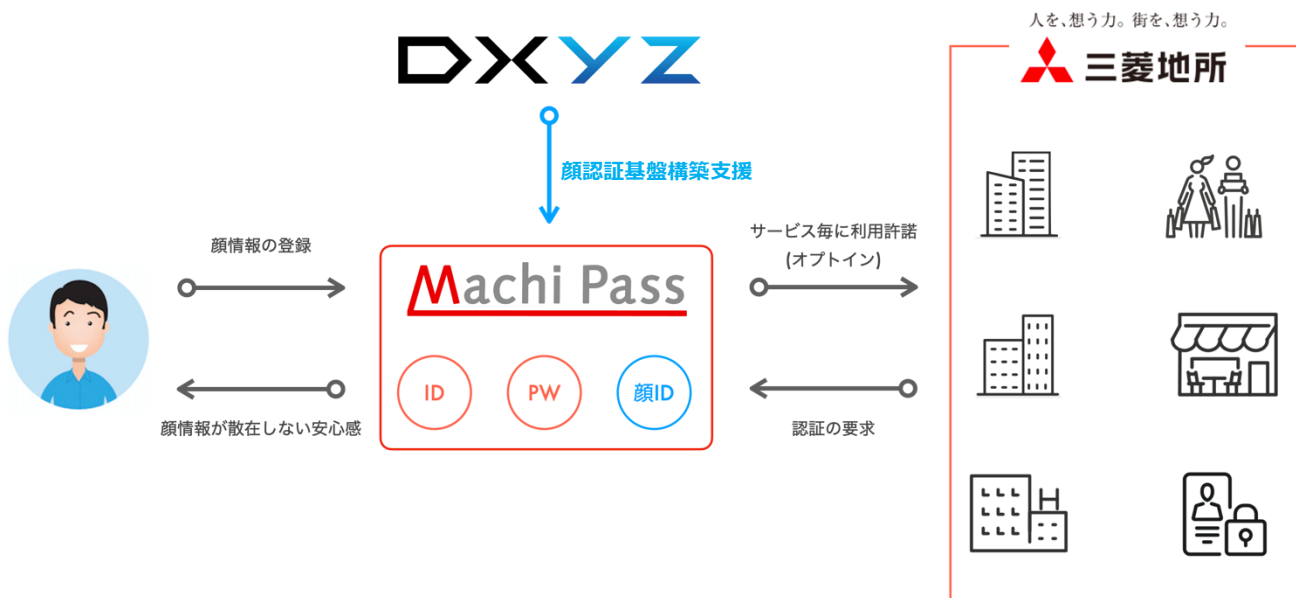 人を、想う力。街を、想う力。
三菱地所
DXYZ
顔認証基盤構築支援
顔情報の登録
サービス毎に利用許諾
(オプトイン)
Machi Pass
ID
PW
顔ID
顔情報が散在しない安心感
認証の要求